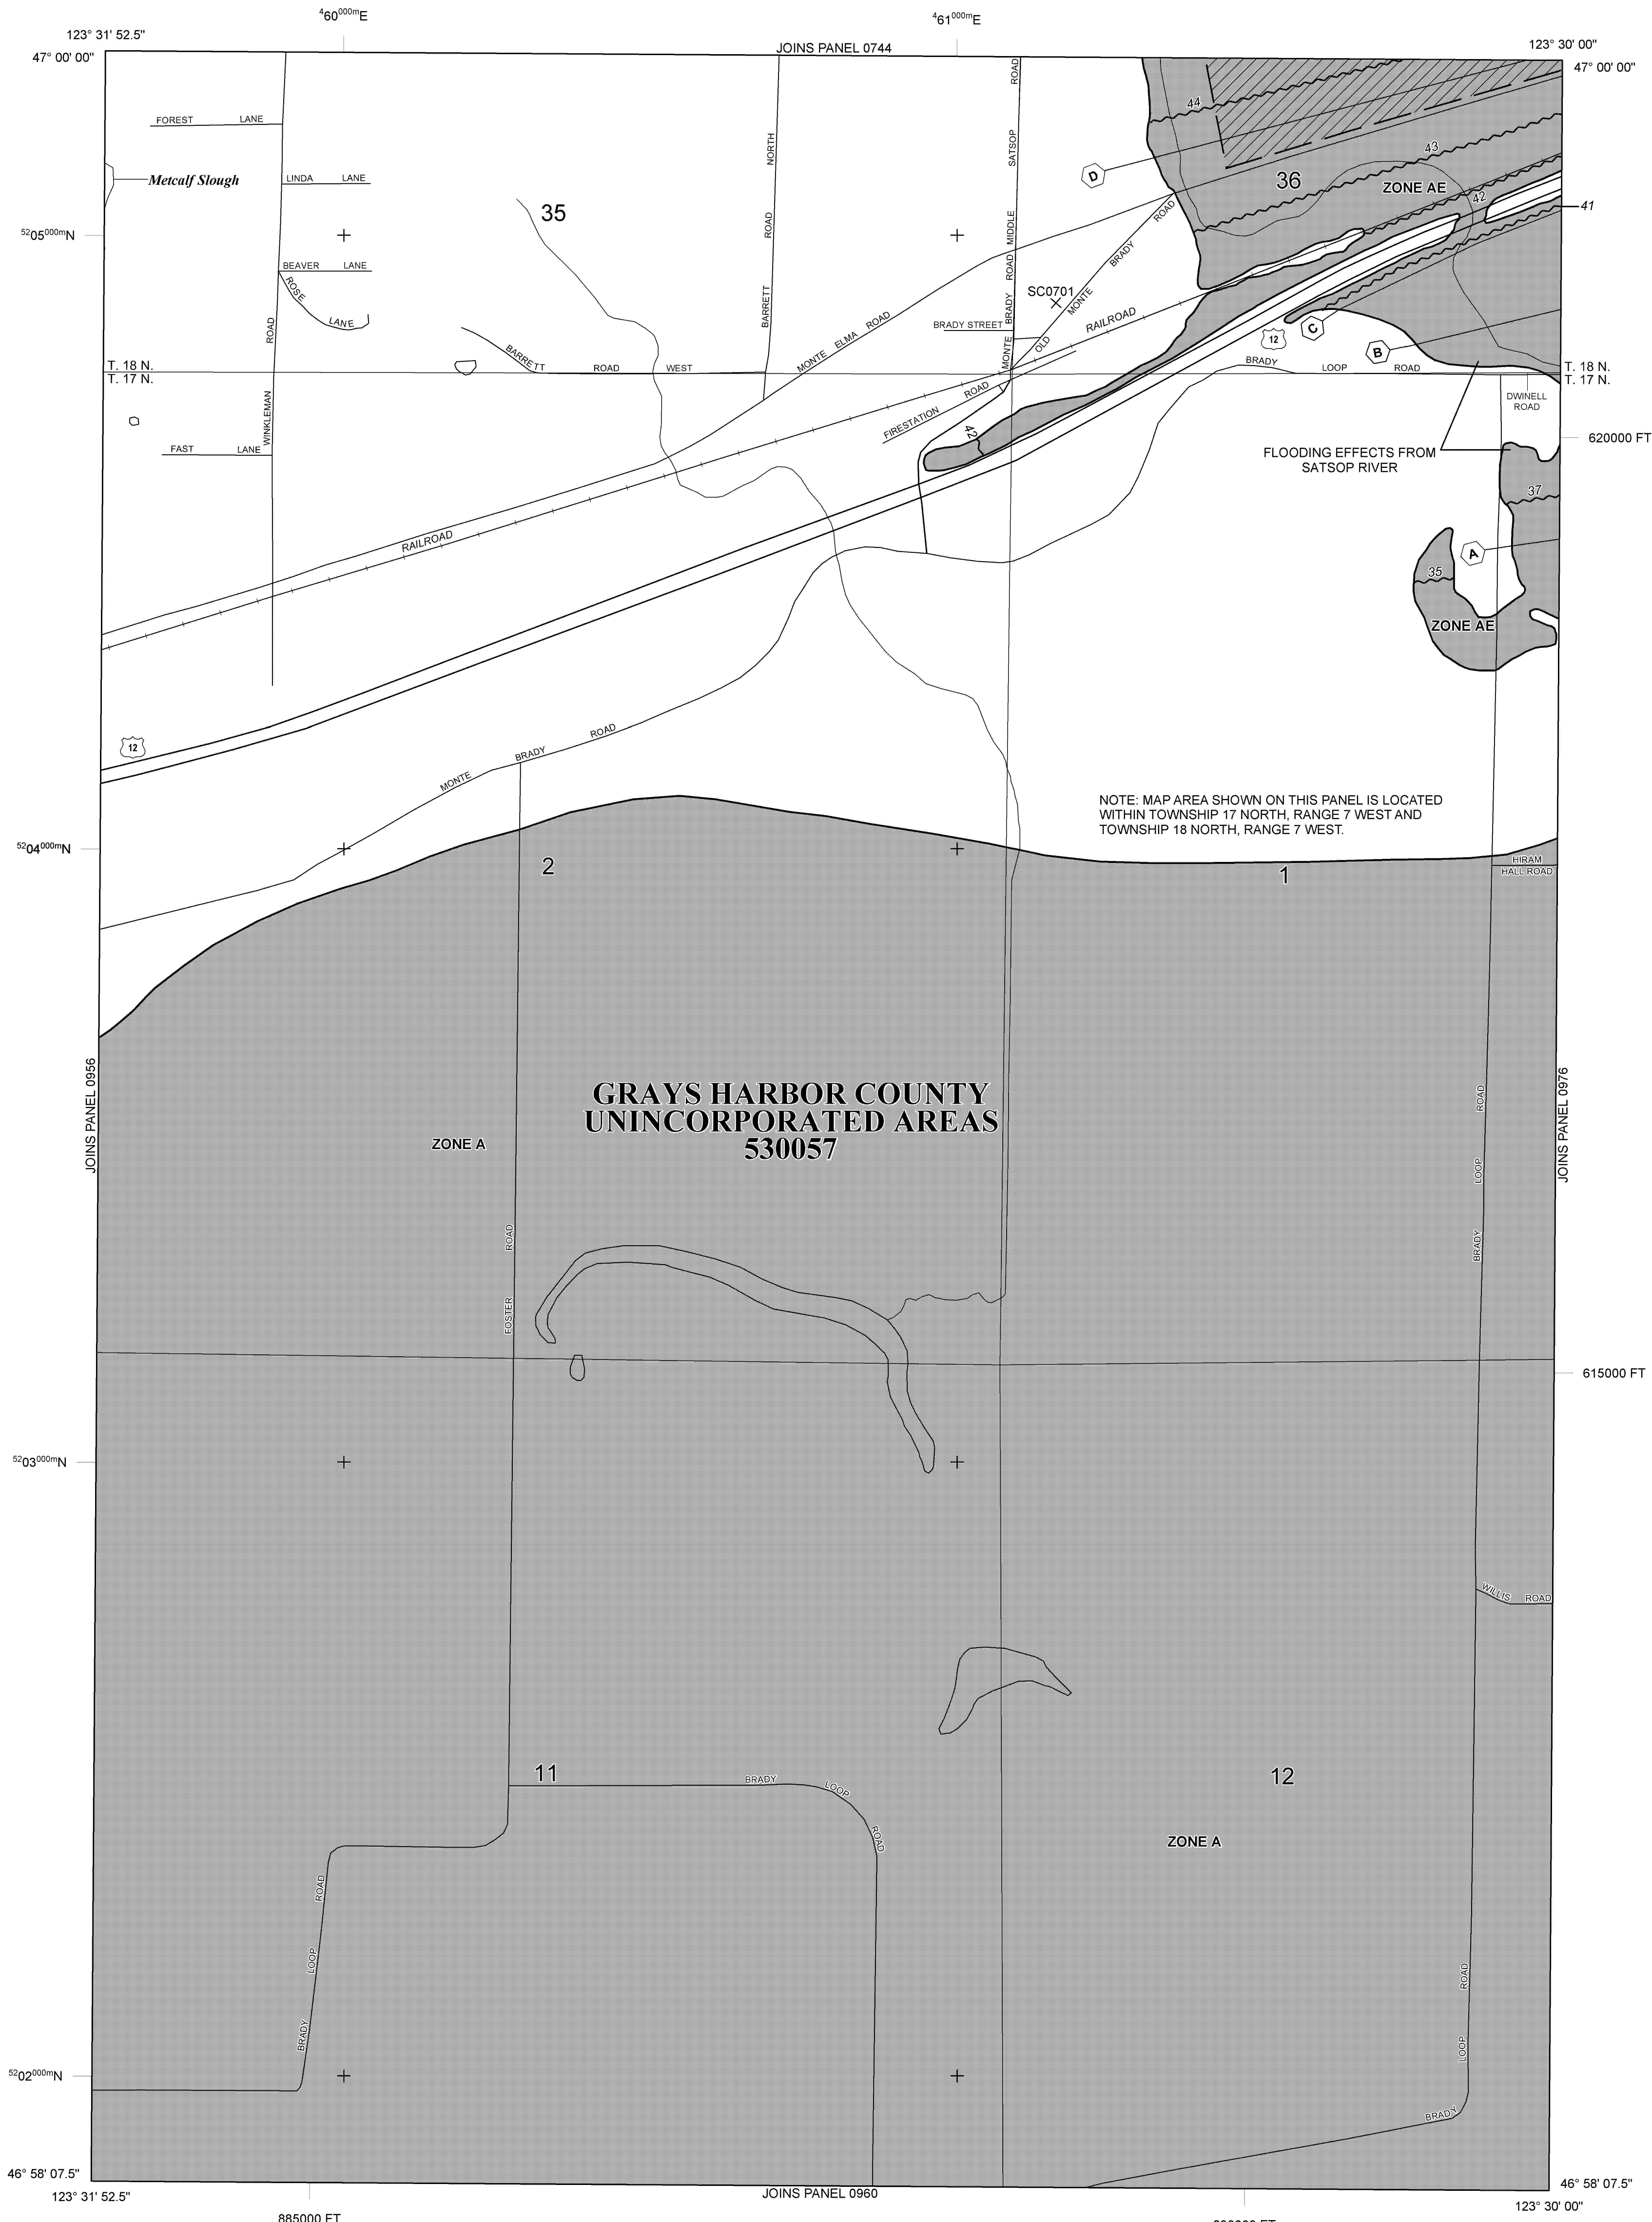 460000mE
461000mE
123° 31' 52.5"
JOINS PANEL 0744
123° 30' 00"
47° 00' 00"
47° 00' 00"
ROAD
44
FOREST LANE
NORTH
SATSOP
43
D
36
ZONE AE
Metcalf Slough
LINDA LANE
42
41
35
ROAD
ROAD
5205000mN
MIDDLE
BRADY
ROAD
BEAVER LANE
ROSE
LANE
SC0701
MONTE
BARRETT
BRADY
MONTE ELMA ROAD
RAILROAD
BRADY STREET
ROAD
C
12
OLD
MONTE
B
BARRETT
ROAD WEST
BRADY
LOOP ROAD
T. 18 N.
T. 17 N.
T. 18 N.
T. 17 N.
FIRESTATION ROAD
DWINELL
ROAD
WINKLEMAN
42
620000 FT
FAST LANE
FLOODING EFFECTS FROM
SATSOP RIVER
37
RAILROAD
A
35
ZONE AE
12
MONTE BRADY ROAD
NOTE: MAP AREA SHOWN ON THIS PANEL IS LOCATED
WITHIN TOWNSHIP 17 NORTH, RANGE 7 WEST AND
TOWNSHIP 18 NORTH, RANGE 7 WEST.
5204000mN
2
1
HIRAM
HALL ROAD
JOINS PANEL 0956
JOINS PANEL 0976
GRAYS HARBOR COUNTY
UNINCORPORATED AREAS
530057
ZONE A
ROAD
LOOP
BRADY
ROAD
FOSTER
615000 FT
5203000mN
WILLIS ROAD
11
BRADY LOOP
ROAD
12
ZONE A
ROAD
LOOP
BRADY
ROAD
LOOP
BRADY
5202000mN
46° 58' 07.5"
46° 58' 07.5"
123° 31' 52.5"
JOINS PANEL 0960
123° 30' 00"
885000 FT